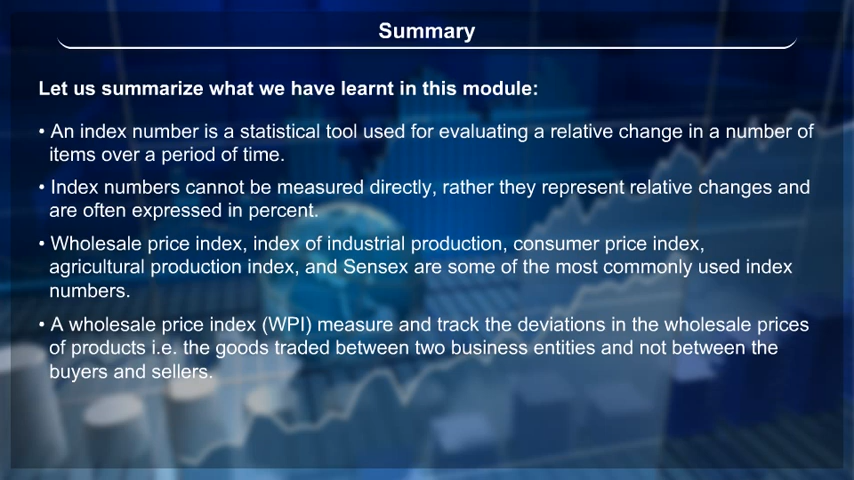 Summary
Let us summarize what we have learnt in this module:
• An index number is a statistical tool used for evaluating a relative change in a number of
items over a period of time.
• Index numbers cannot be measured directly, rather they represent relative changes and
are often expressed in percent.
• Wholesale price index, index of industrial production, consumer price index,
agricultural production index, and Sensex are some of the most commonly used index
numbers.
• A wholesale price index (WPI) measure and track the deviations in the wholesale prices
of products i.e. the goods traded between two business entities and not between the
buyers and sellers.